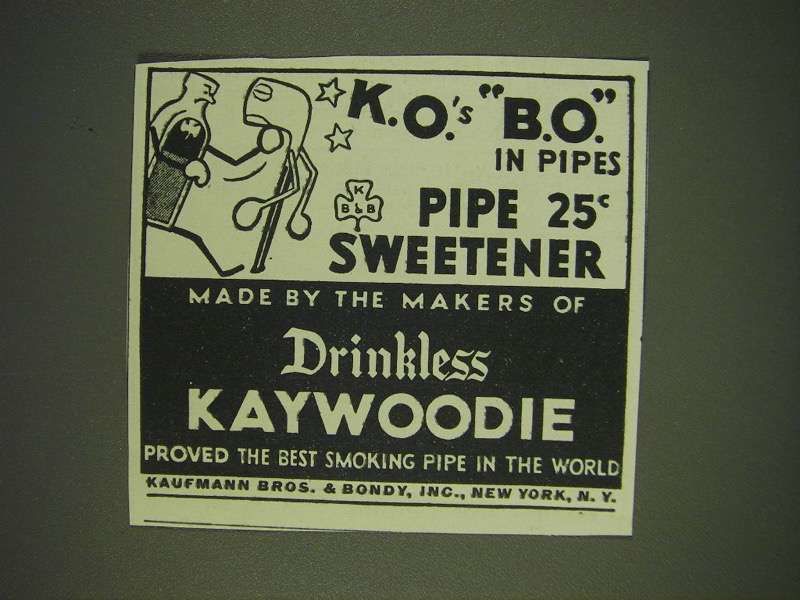 K.O.'s "B.O."
IN PIPES
K
B & B
PIPE 25c
SWEETENER
MADE BY THE MAKERS OF
Drinkless
KAYWOODIE
PROVED THE BEST SMOKING PIPE IN THE WORLD
KAUFMANN BROS. & BONDY, INC., NEW YORK, N. Y.